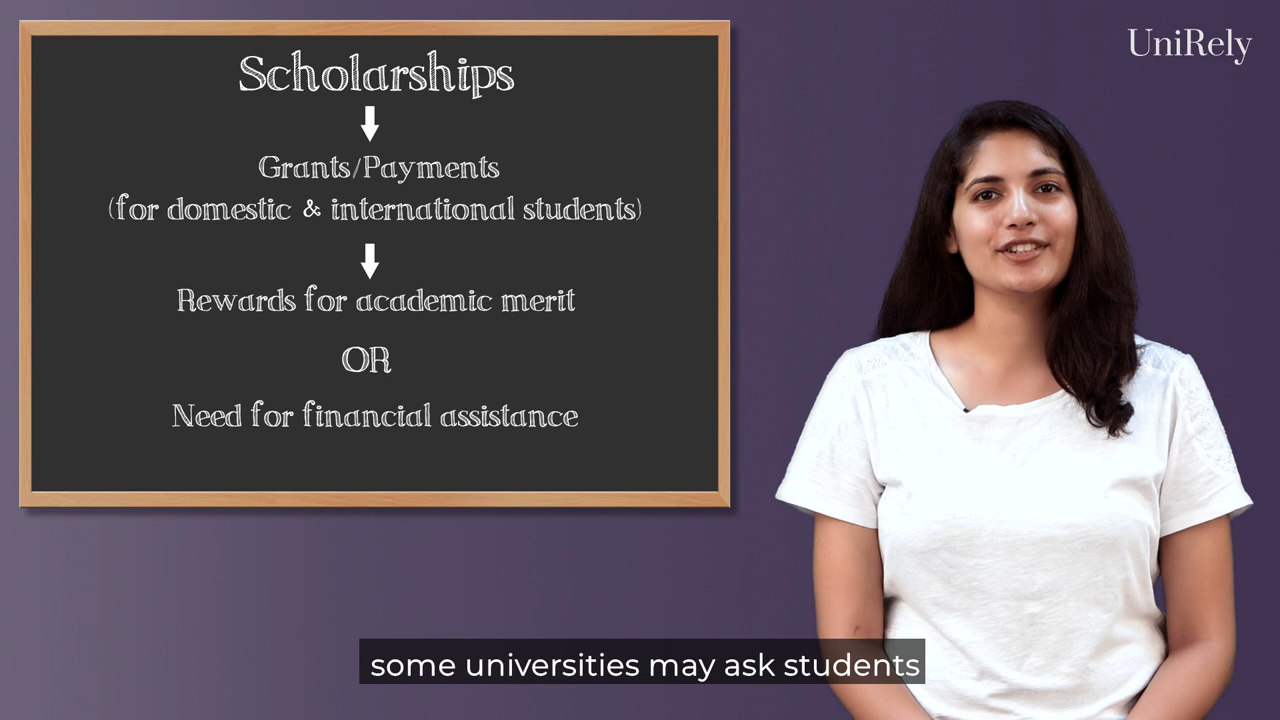 UniRely
Scholarships
Grants/Payments
(for domestic & international students)
Rewards for academic merit
OR
Need for financial assistance
some universities may ask students